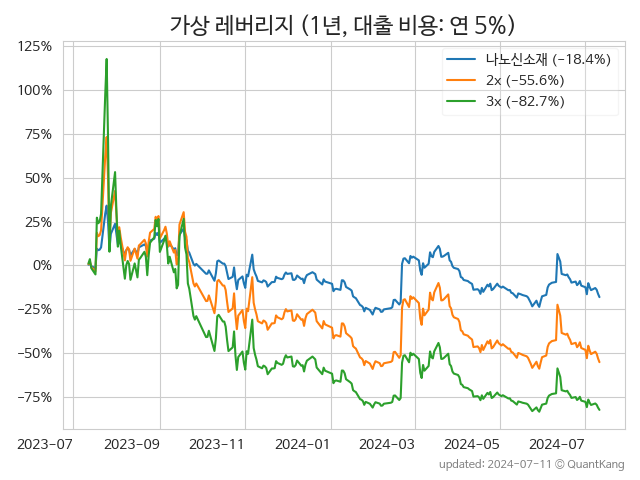 가상 레버리지 (1년, 대출 비용: 연 5%)
125%
100%
75%
50%
25%
0%
−25%
−50%
−75%
나노신소재 (−18.4%)
2x (−55.6%)
3x (−82.7%)
2023-07 2023-09 2023-11 2024-01 2024-03 2024-05 2024-07
updated: 2024-07-11 © QuantKang